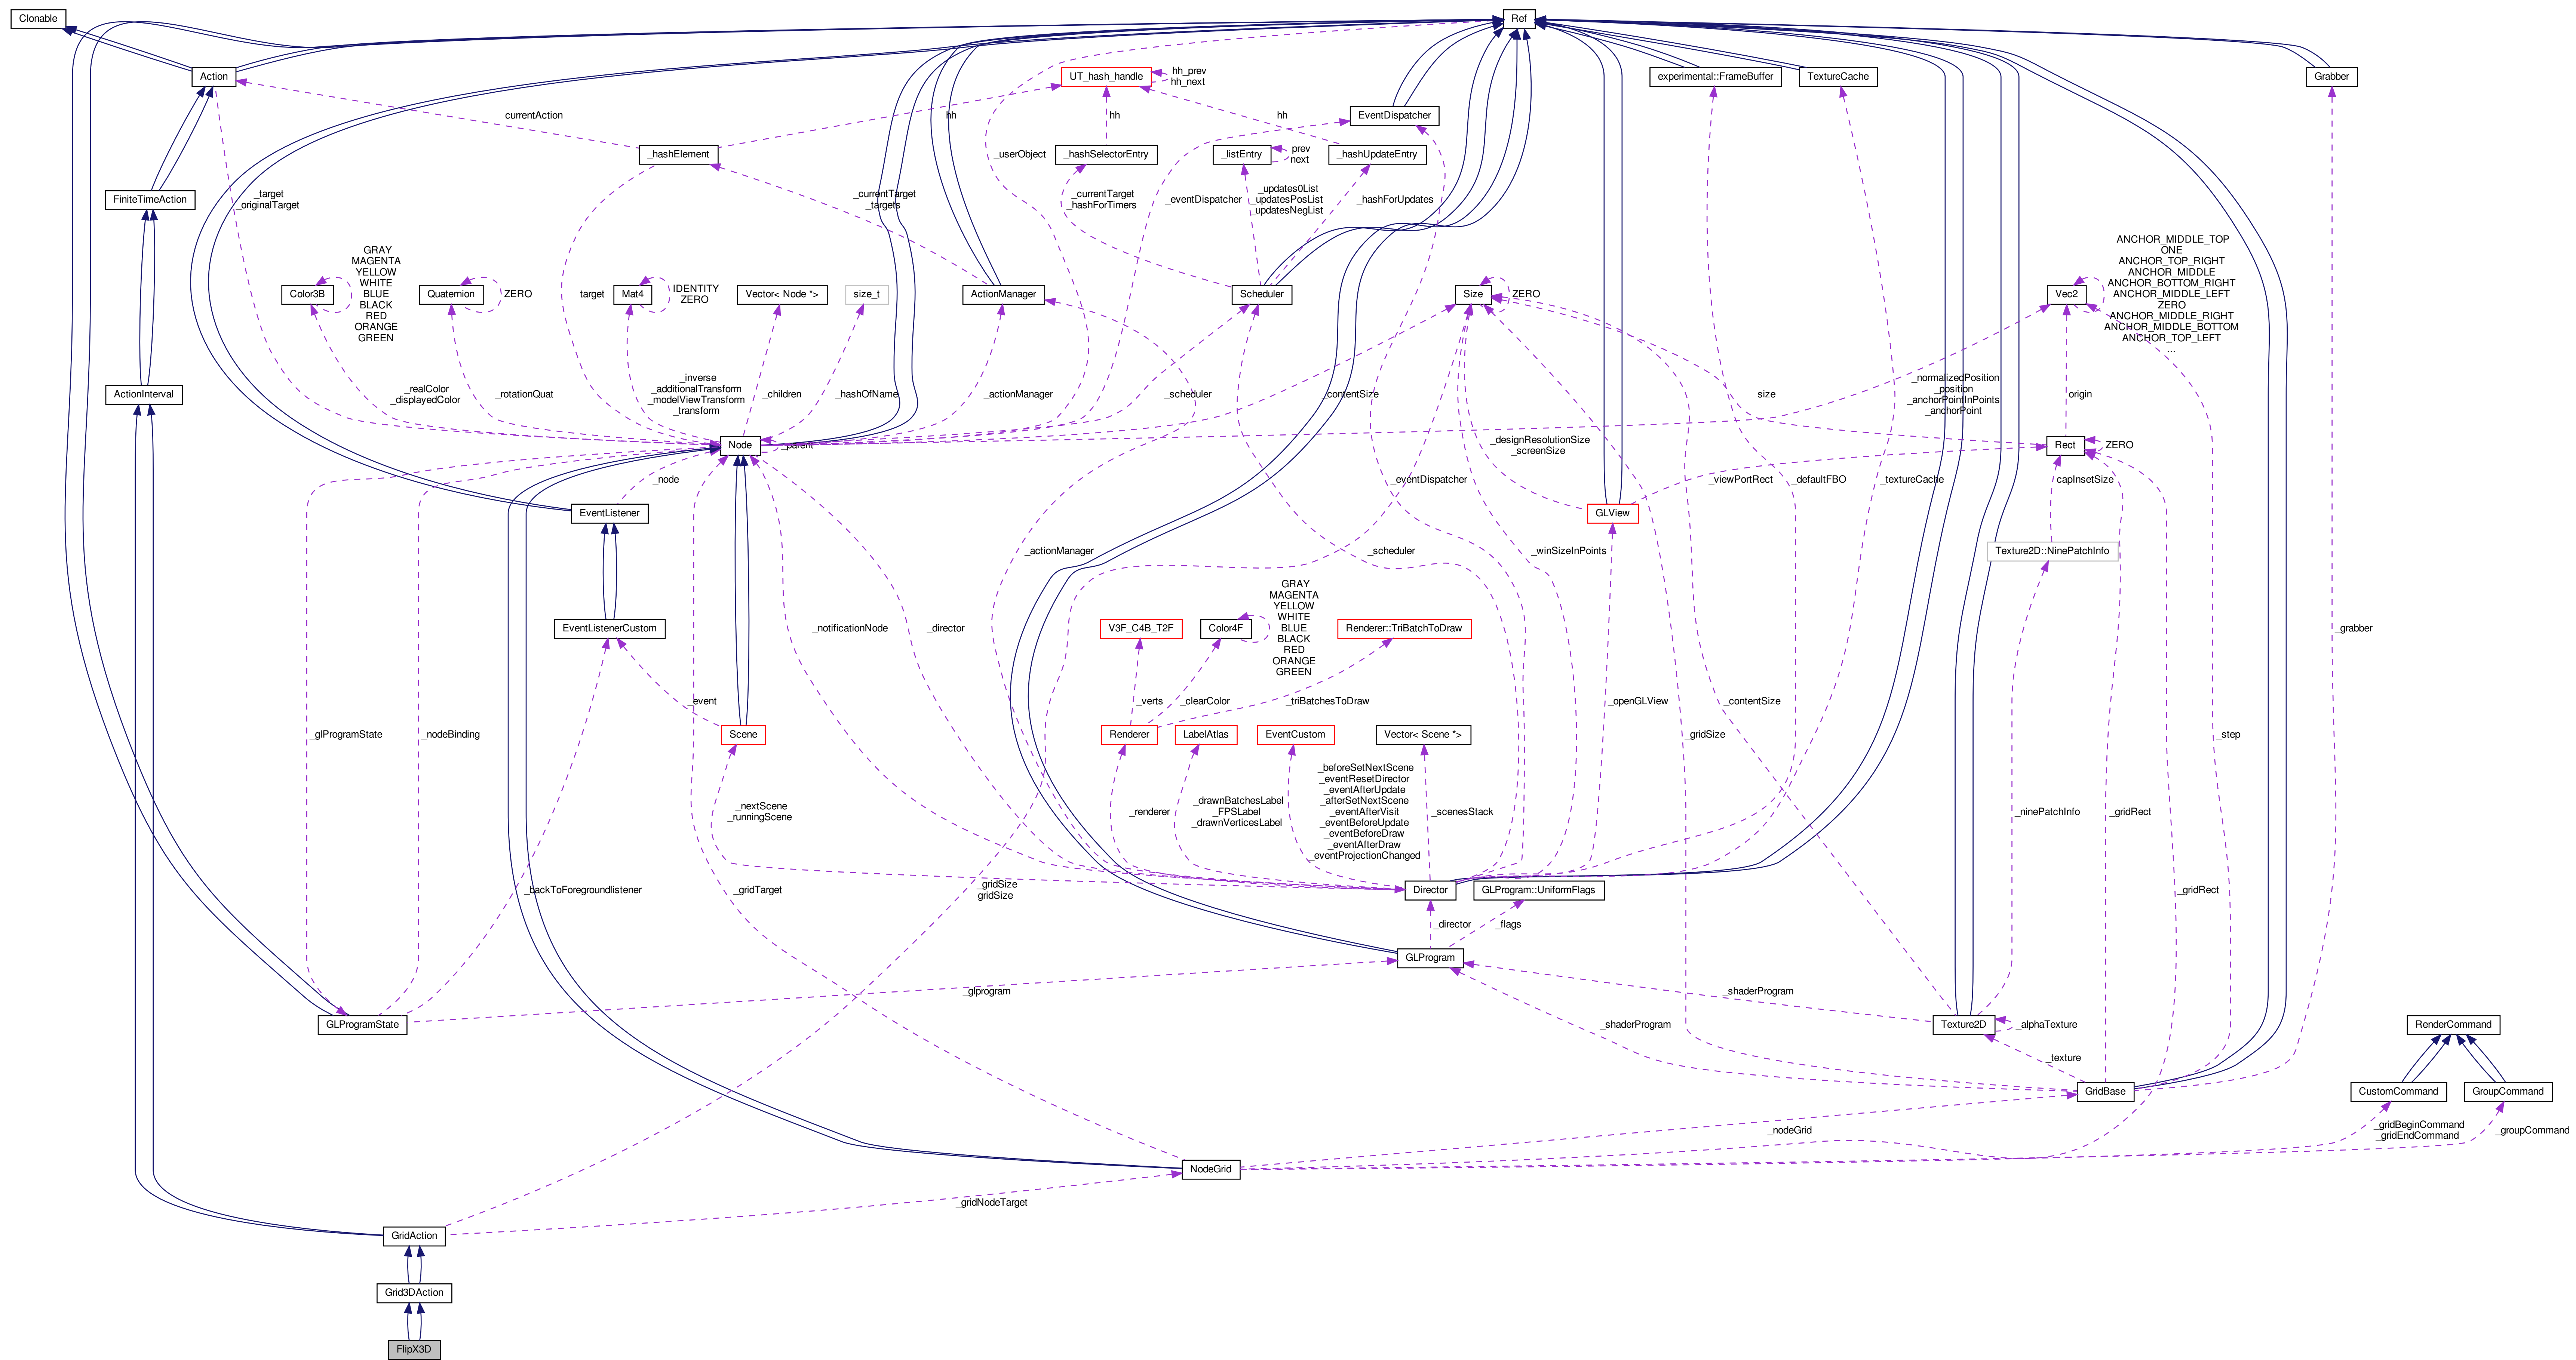 Clonable
Ref
Action
UT_hash_handle
hh_prev
hh_next
experimental::FrameBuffer
TextureCache
Grabber
currentAction
hh
hh
hh
EventDispatcher
_hashElement
_userObject
_hashSelectorEntry
_listEntry
prev
next
_hashUpdateEntry
FiniteTimeAction
_target
_originalTarget
_currentTarget
_targets
_eventDispatcher
_currentTarget
_hashForTimers
_updates0List
_updatesPosList
_updatesNegList
_hashForUpdates
GRAY
MAGENTA
YELLOW
WHITE
BLUE
BLACK
RED
ORANGE
GREEN
ANCHOR_MIDDLE_TOP
ONE
ANCHOR_TOP_RIGHT
ANCHOR_MIDDLE
ANCHOR_BOTTOM_RIGHT
ANCHOR_MIDDLE_LEFT
ZERO
ANCHOR_MIDDLE_RIGHT
ANCHOR_MIDDLE_BOTTOM
ANCHOR_TOP_LEFT
...
Color3B
Quaternion
ZERO
target
Mat4
IDENTITY
ZERO
Vector< Node *>
size_t
ActionManager
Scheduler
Size
ZERO
Vec2
ActionInterval
_realColor
_displayedColor
_rotationQuat
_inverse
_additionalTransform
_modelViewTransform
_transform
_children
_hashOfName
_actionManager
_scheduler
_contentSize
size
_normalizedPosition
_position
_anchorPointInPoints
_anchorPoint
origin
Node
_parent
_designResolutionSize
_screenSize
Rect
ZERO
_node
_eventDispatcher
_viewPortRect
_defaultFBO
_textureCache
capInsetSize
EventListener
GLView
_actionManager
_scheduler
_winSizeInPoints
Texture2D::NinePatchInfo
GRAY
MAGENTA
YELLOW
WHITE
BLUE
BLACK
RED
ORANGE
GREEN
EventListenerCustom
_notificationNode
_director
V3F_C4B_T2F
Color4F
Renderer::TriBatchToDraw
_grabber
_event
_verts
_clearColor
_triBatchesToDraw
_openGLView
_contentSize
_glProgramState
_nodeBinding
Scene
Renderer
LabelAtlas
EventCustom
Vector< Scene *>
_gridSize
_step
_nextScene
_runningScene
_renderer
_drawnBatchesLabel
_FPSLabel
_drawnVerticesLabel
_beforeSetNextScene
_eventResetDirector
_eventAfterUpdate
_afterSetNextScene
_eventAfterVisit
_eventBeforeUpdate
_eventBeforeDraw
_eventAfterDraw
_eventProjectionChanged
_scenesStack
_ninePatchInfo
_gridRect
_backToForegroundlistener
_gridTarget
_gridSize
gridSize
Director
GLProgram::UniformFlags
_gridRect
_director
_flags
GLProgram
_glprogram
_shaderProgram
GLProgramState
_shaderProgram
Texture2D
_alphaTexture
RenderCommand
_texture
GridBase
CustomCommand
GroupCommand
_nodeGrid
_gridBeginCommand
_gridEndCommand
_groupCommand
NodeGrid
_gridNodeTarget
GridAction
Grid3DAction
FlipX3D